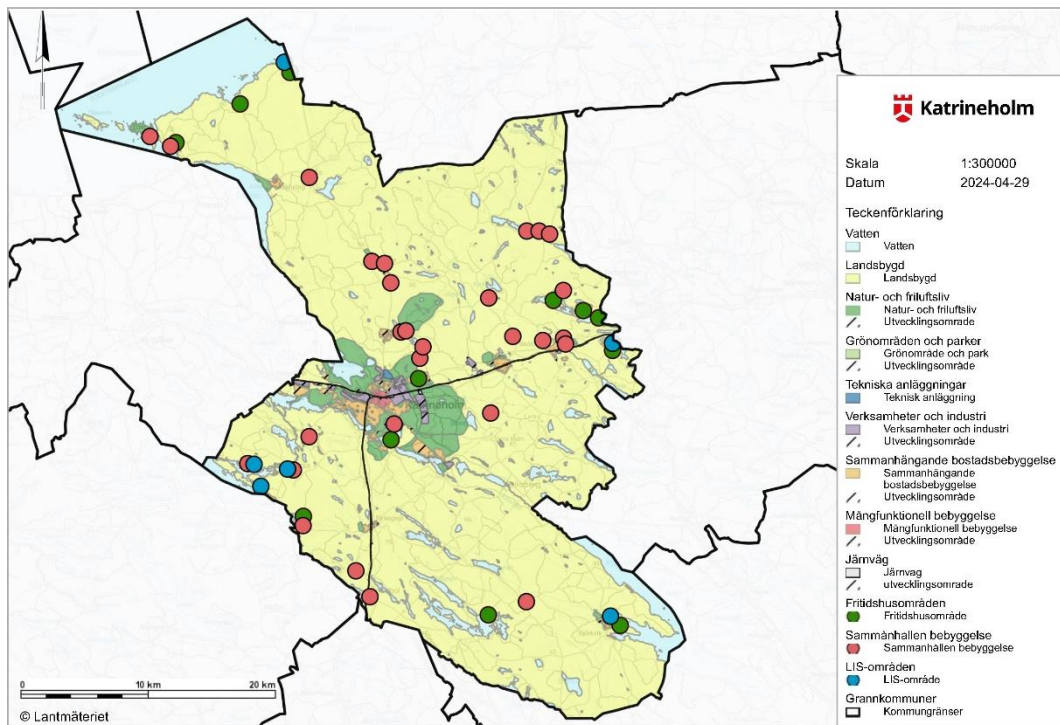 Katrineholm
Skala 1:300000
Datum 2024-04-29
Teckenförklaring
Vatten
Vatten
Landsbygd
Landsbygd
Natur- och friluftsliv
Natur- och friluftsliv
Utvecklingsområde
Grönområden och parker
Grönområde och park
Utvecklingsområde
Tekniska anläggningar
Teknisk anläggning
Verksamheter och industri
Verksamheter och industri
Utvecklingsområde
Sammanhängande bostadsbebyggelse
Sammanhängande
bostadsbebyggelse
Utvecklingsområde
Mångfunktionell bebyggelse
Mångfunktionell bebyggelse
Utvecklingsområde
Järnväg
Järnväg
utvecklingsområde
Fritidshusområden
Fritidshusområde
Sammanhållen bebyggelse
Sammanhållen bebyggelse
LIS-områden
LIS-område
Grannkommuner
Kommungränser
Katrineholm
0 10 km 20 km
© Lantmäteriet